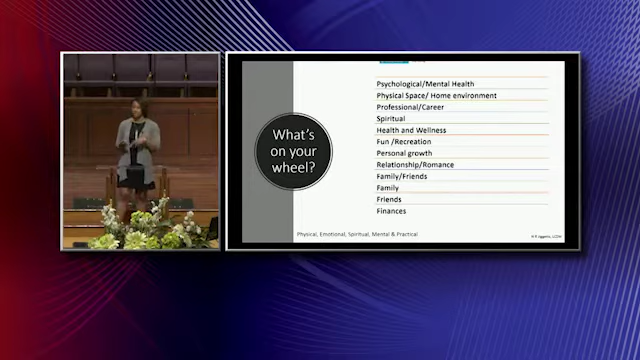 What's
on your
wheel?
Psychological/Mental Health
Physical Space/ Home environment
Professional/Career
Spiritual
Health and Wellness
Fun /Recreation
Personal growth
Relationship/Romance
Family/Friends
Family
Friends
Finances
Physical, Emotional, Spiritual, Mental & Practical